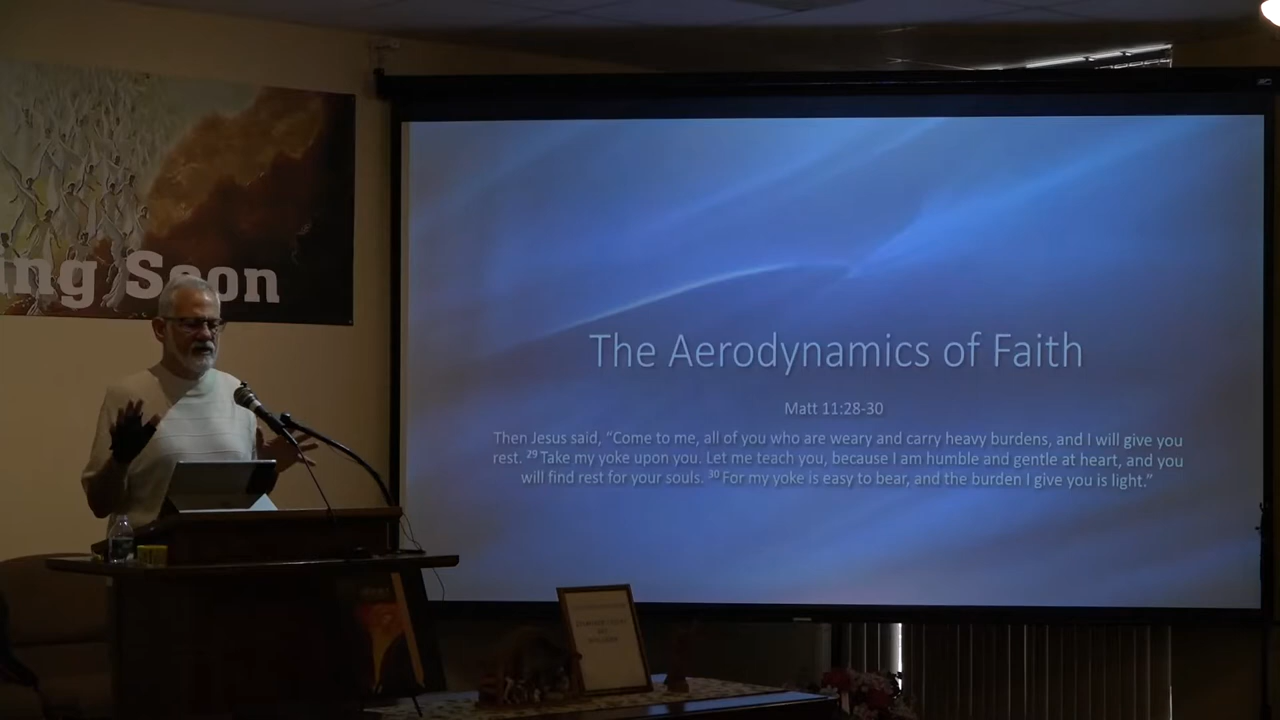 ing Soon
The Aerodynamics of Faith
Matt 11:28-30
Then Jesus said, “Come to me, all of you who are weary and carry heavy burdens, and I will give you
rest. 29 Take my yoke upon you. Let me teach you, because I am humble and gentle at heart, and you
will find rest for your souls. 30 For my yoke is easy to bear, and the burden I give you is light.”